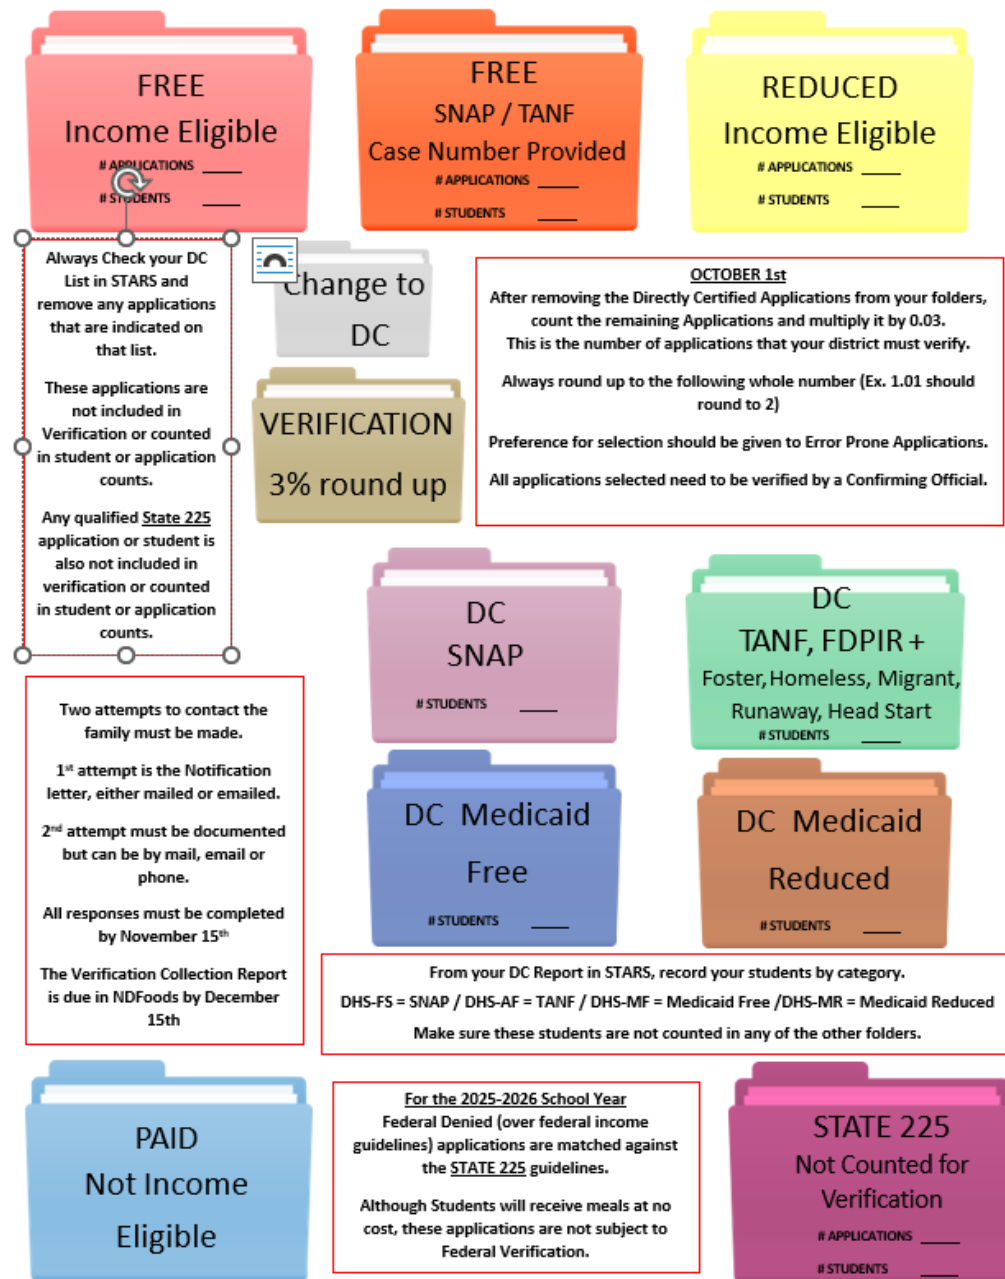 FREE
Income Eligible
# APPLICATIONS ____
# STUDENTS ____
FREE
SNAP / TANF
Case Number Provided
# APPLICATIONS ____
# STUDENTS ____
REDUCED
Income Eligible
# APPLICATIONS ____
# STUDENTS ____
Always Check your DC
List in STARS and
remove any applications
that are indicated on
that list.
These applications are
not included in
Verification or counted
in student or application
counts.
Any qualified State 225
application or student is
also not included in
verification or counted
in student or application
counts.
Change to
DC
VERIFICATION
3% round up
OCTOBER 1st
After removing the Directly Certified Applications from your folders,
count the remaining Applications and multiply it by 0.03.
This is the number of applications that your district must verify.
Always round up to the following whole number (Ex. 1.01 should
round to 2)
Preference for selection should be given to Error Prone Applications.
All applications selected need to be verified by a Confirming Official.
DC
SNAP
# STUDENTS ____
DC
TANF, FDPIR +
Foster, Homeless, Migrant,
Runaway, Head Start
# STUDENTS ____
Two attempts to contact the
family must be made.
1st attempt is the Notification
letter, either mailed or emailed.
2nd attempt must be documented
but can be by mail, email or
phone.
All responses must be completed
by November 15th
The Verification Collection Report
is due in NDFoods by December
15th
DC Medicaid
Free
# STUDENTS ____
DC Medicaid
Reduced
# STUDENTS ____
From your DC Report in STARS, record your students by category.
DHS-FS = SNAP / DHS-AF = TANF / DHS-MF = Medicaid Free /DHS-MR = Medicaid Reduced
Make sure these students are not counted in any of the other folders.
PAID
Not Income
Eligible
For the 2025-2026 School Year
Federal Denied (over federal income
guidelines) applications are matched against
the STATE 225 guidelines.
Although Students will receive meals at no
cost, these applications are not subject to
Federal Verification.
STATE 225
Not Counted for
Verification
# APPLICATIONS ____
# STUDENTS ____